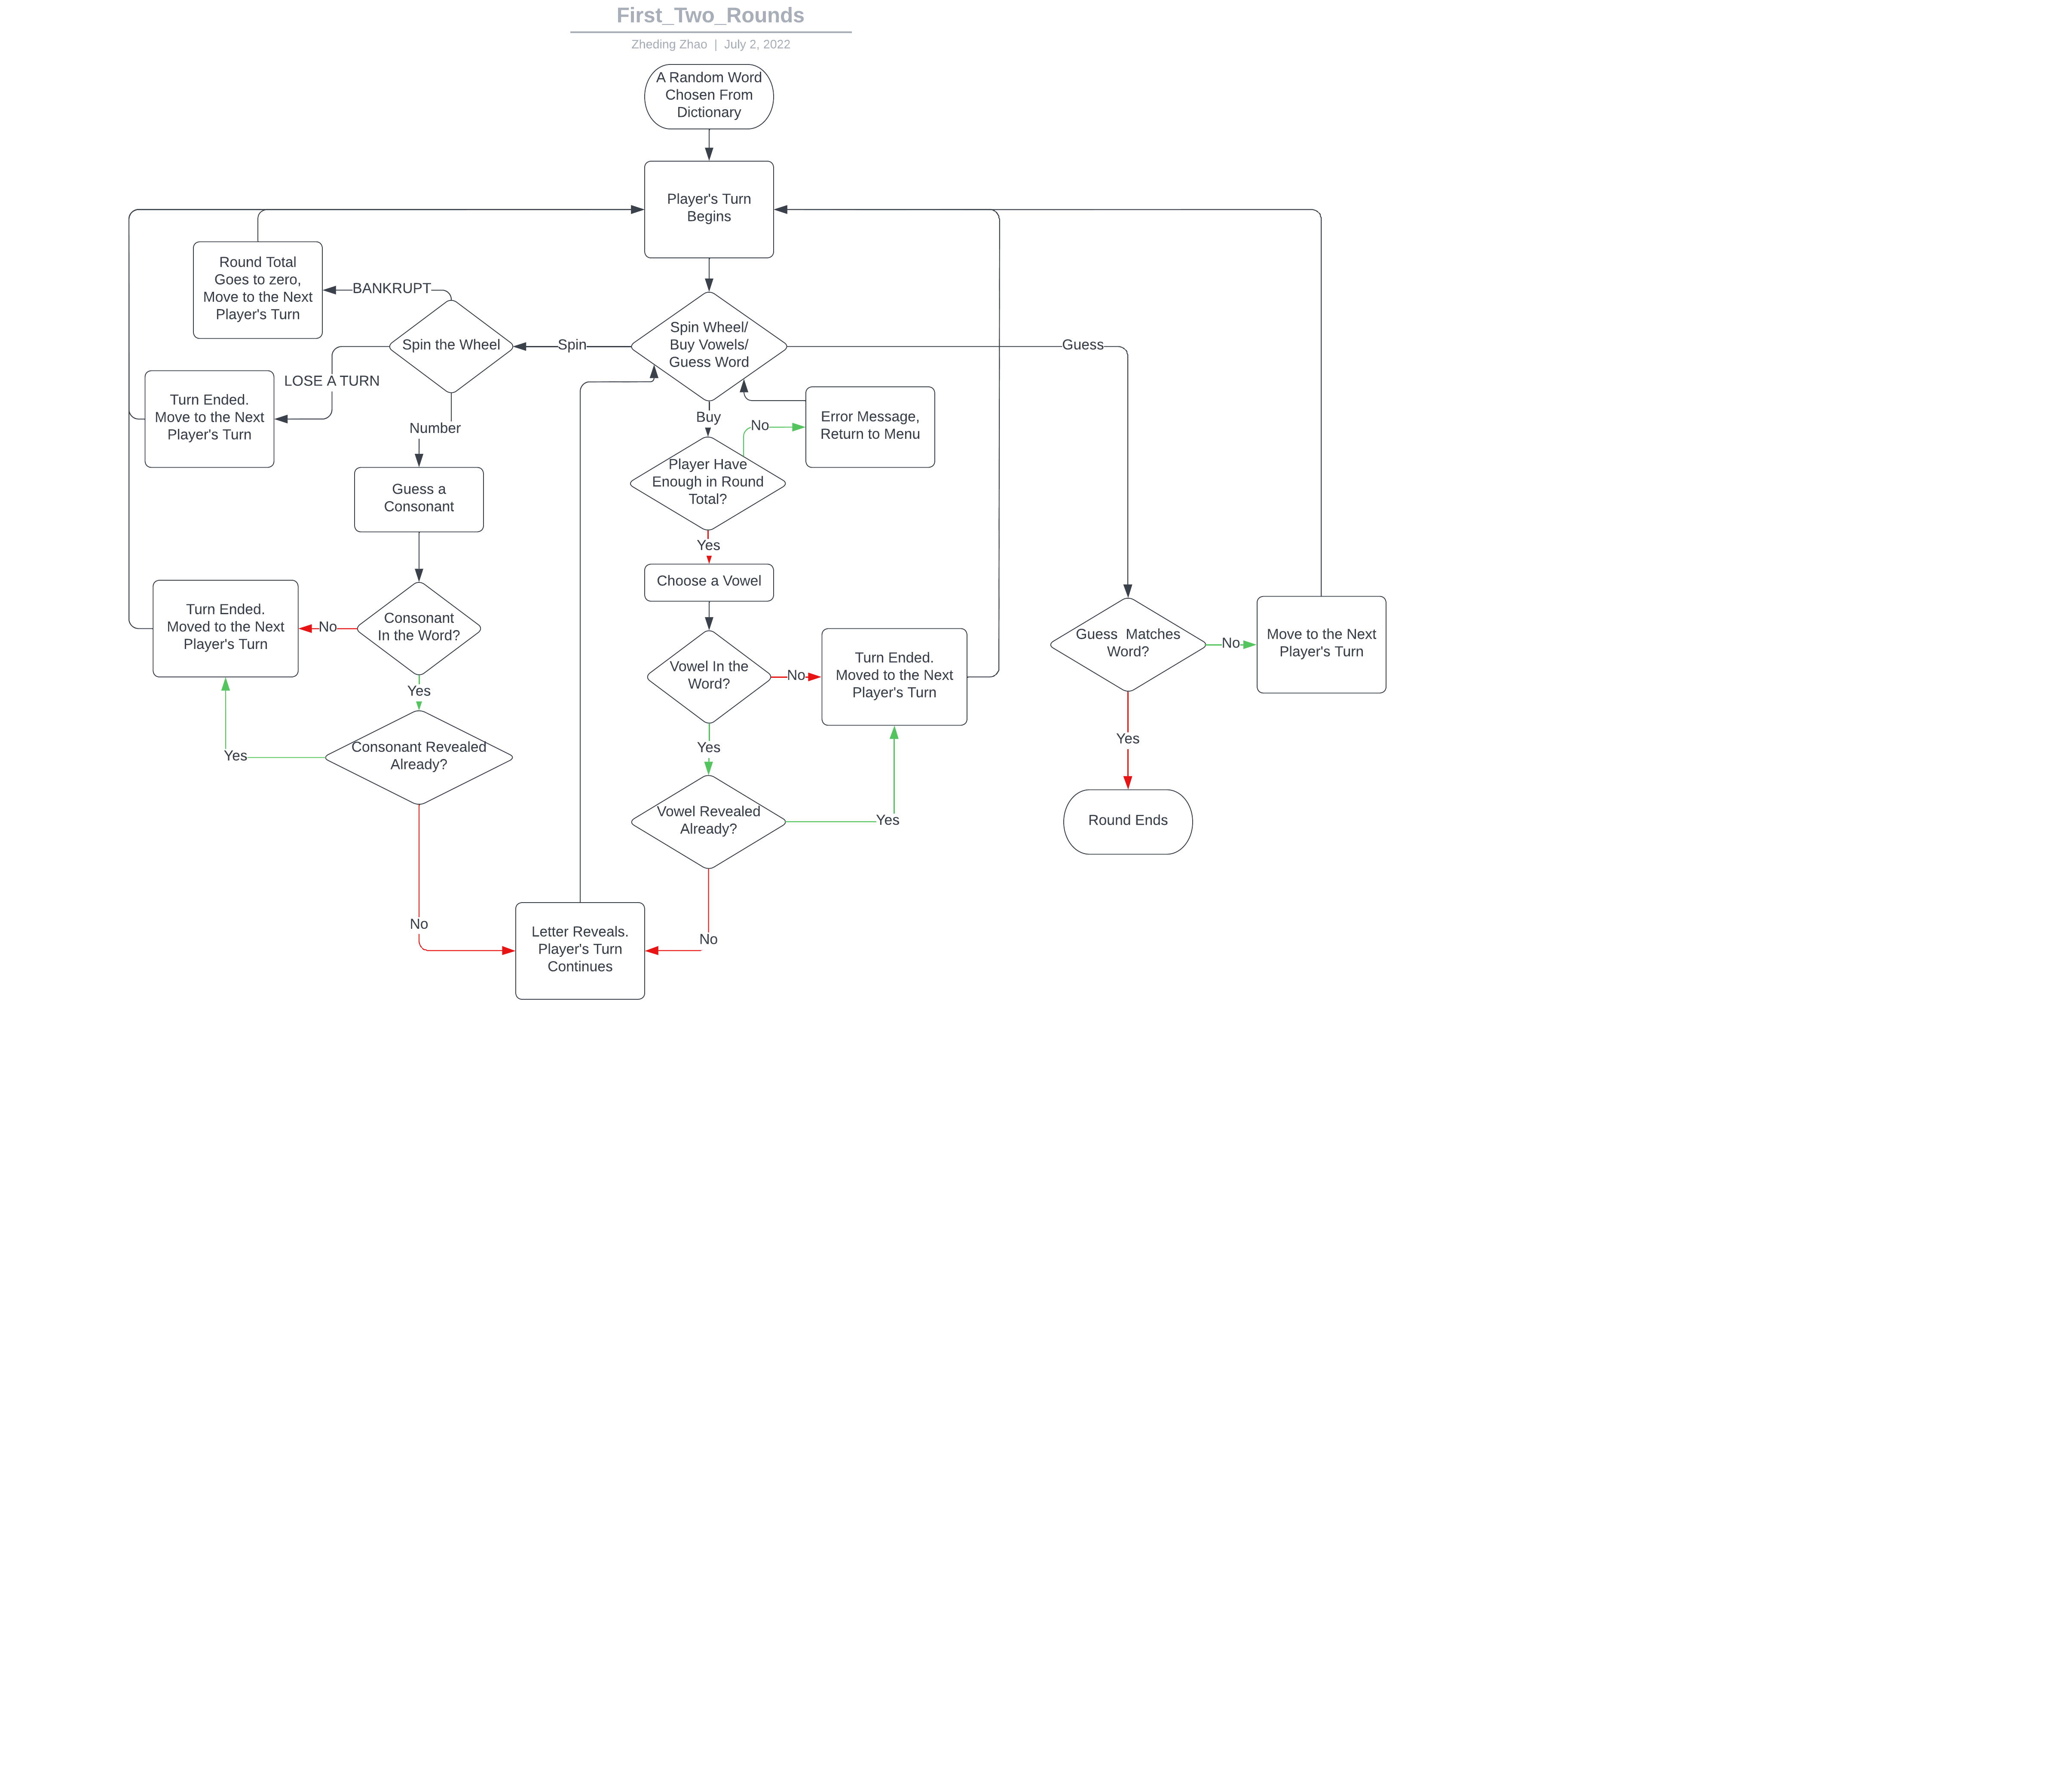 First_Two_Rounds
Zheding Zhao | July 2, 2022
A Random Word
Chosen From
Dictionary
Player's Turn
Begins
Round Total
Goes to zero,
Move to the Next
Player's Turn
BANKRUPT
Spin the Wheel
Spin
Spin Wheel/
Buy Vowels/
Guess Word
Guess
LOSE A TURN
Turn Ended.
Move to the Next
Player's Turn
Number
Buy
No
Error Message,
Return to Menu
Guess a
Consonant
Player Have
Enough in Round
Total?
Yes
Choose a Vowel
Turn Ended.
Moved to the Next
Player's Turn
No
Consonant
In the Word?
Vowel In the
Word?
No
Turn Ended.
Moved to the Next
Player's Turn
Guess  Matches
Word?
No
Move to the Next
Player's Turn
Yes
Yes
Yes
Yes
Consonant Revealed
Already?
Vowel Revealed
Already?
Yes
Round Ends
No
No
Letter Reveals.
Player's Turn
Continues